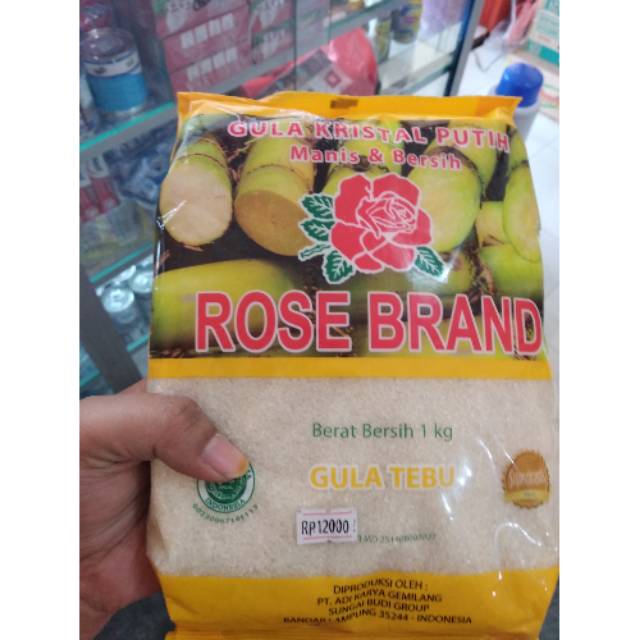 GULA KRISTAL PUTIH
Manis & Bersih
ROSE BRAND
Berat Bersih 1 kg
GULA TEBU
INDONESIA
RP12000
DIPRODUKSI OLEH :
PT. ADI KARYA GEMILANG
SUNGAI BUDI GROUP
BANDAR LAMPUNG 35244 - INDONESIA